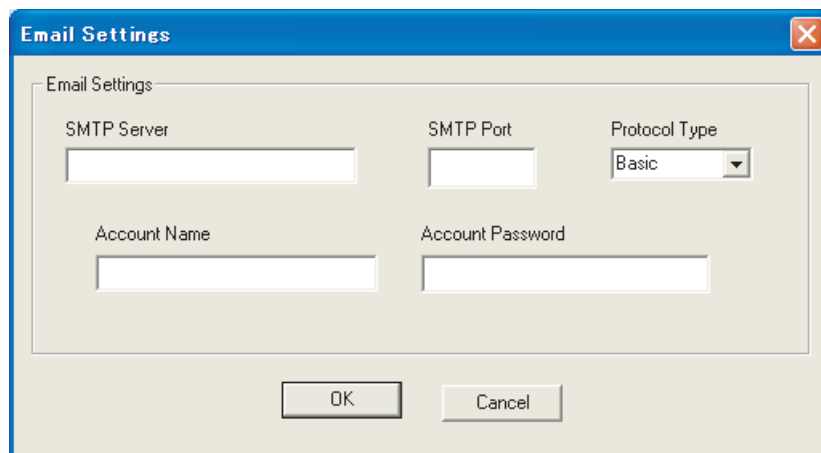 Email Settings
Email Settings
SMTP Server
SMTP Port
Protocol Type
Basic
Account Name
Account Password
OK
Cancel